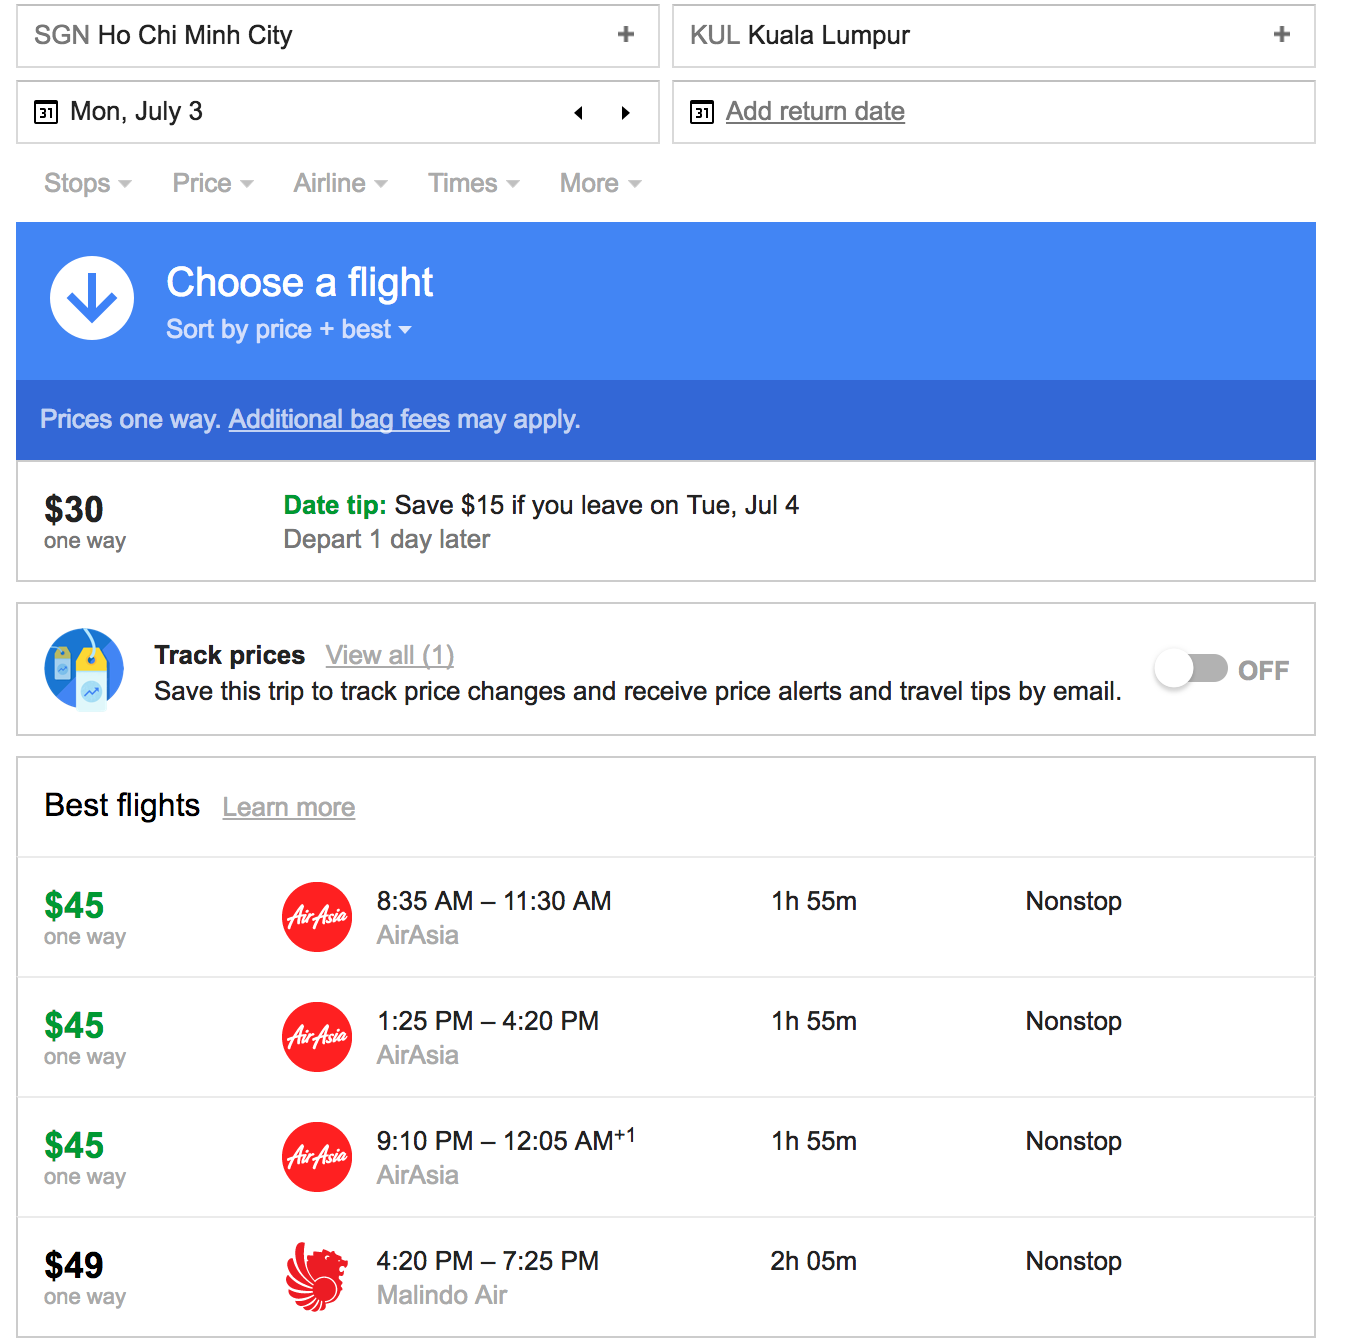 SGN Ho Chi Minh City +
KUL Kuala Lumpur +
31 Mon, July 3
31 Add return date
Stops Price Airline Times More
Choose a flight
Sort by price + best
Prices one way. Additional bag fees may apply.
$30
one way
Date tip: Save $15 if you leave on Tue, Jul 4
Depart 1 day later
Track prices View all (1)
Save this trip to track price changes and receive price alerts and travel tips by email.
OFF
Best flights Learn more
$45
one way
AirAsia
8:35 AM – 11:30 AM
AirAsia
1h 55m
Nonstop
$45
one way
AirAsia
1:25 PM – 4:20 PM
AirAsia
1h 55m
Nonstop
$45
one way
AirAsia
9:10 PM – 12:05 AM+1
AirAsia
1h 55m
Nonstop
$49
one way
4:20 PM – 7:25 PM
Malindo Air
2h 05m
Nonstop